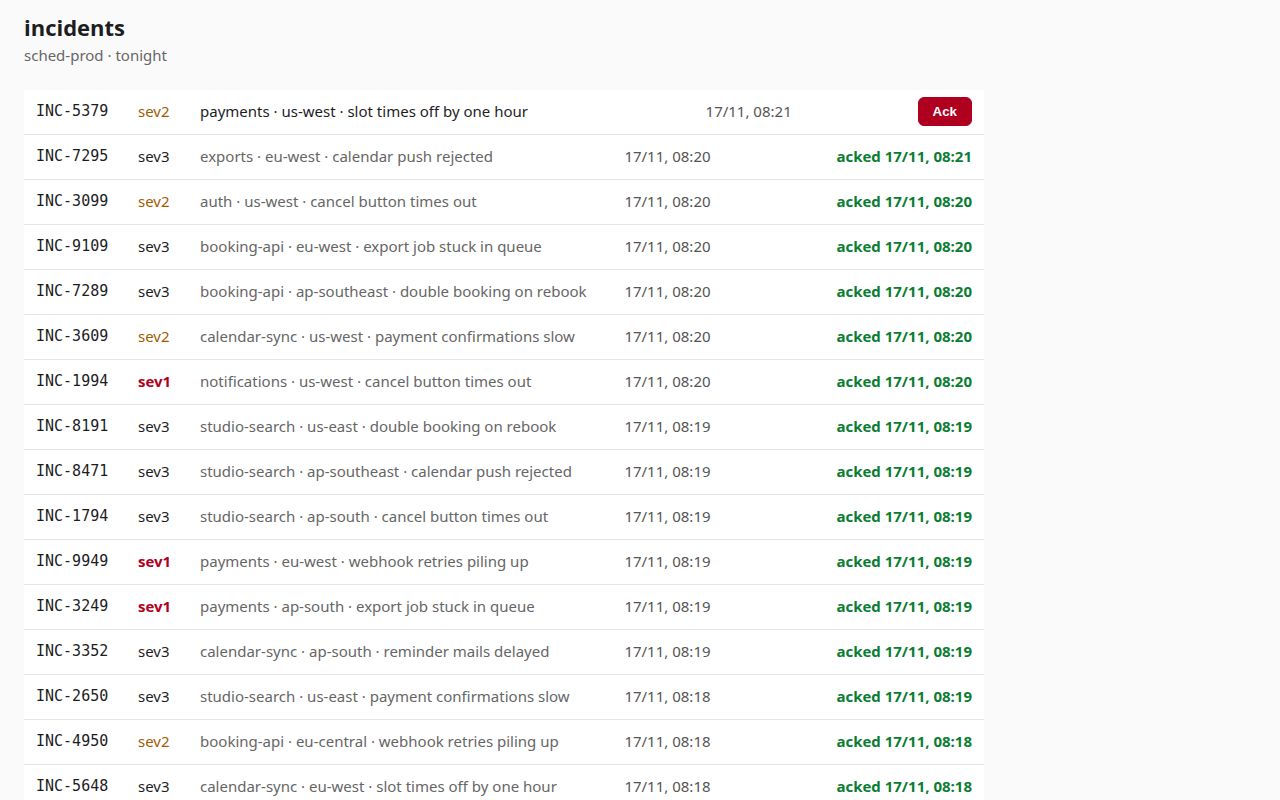 incidents
sched-prod · tonight
INC-5379 sev2 payments · us-west · slot times off by one hour 17/11, 08:21 Ack
INC-7295 sev3 exports · eu-west · calendar push rejected 17/11, 08:20 acked 17/11, 08:21
INC-3099 sev2 auth · us-west · cancel button times out 17/11, 08:20 acked 17/11, 08:20
INC-9109 sev3 booking-api · eu-west · export job stuck in queue 17/11, 08:20 acked 17/11, 08:20
INC-7289 sev3 booking-api · ap-southeast · double booking on rebook 17/11, 08:20 acked 17/11, 08:20
INC-3609 sev2 calendar-sync · us-west · payment confirmations slow 17/11, 08:20 acked 17/11, 08:20
INC-1994 sev1 notifications · us-west · cancel button times out 17/11, 08:20 acked 17/11, 08:20
INC-8191 sev3 studio-search · us-east · double booking on rebook 17/11, 08:19 acked 17/11, 08:19
INC-8471 sev3 studio-search · ap-southeast · calendar push rejected 17/11, 08:19 acked 17/11, 08:19
INC-1794 sev3 studio-search · ap-south · cancel button times out 17/11, 08:19 acked 17/11, 08:19
INC-9949 sev1 payments · eu-west · webhook retries piling up 17/11, 08:19 acked 17/11, 08:19
INC-3249 sev1 payments · ap-south · export job stuck in queue 17/11, 08:19 acked 17/11, 08:19
INC-3352 sev3 calendar-sync · ap-south · reminder mails delayed 17/11, 08:19 acked 17/11, 08:19
INC-2650 sev3 studio-search · us-east · payment confirmations slow 17/11, 08:18 acked 17/11, 08:19
INC-4950 sev2 booking-api · eu-central · webhook retries piling up 17/11, 08:18 acked 17/11, 08:18
INC-5648 sev3 calendar-sync · eu-west · slot times off by one hour 17/11, 08:18 acked 17/11, 08:18